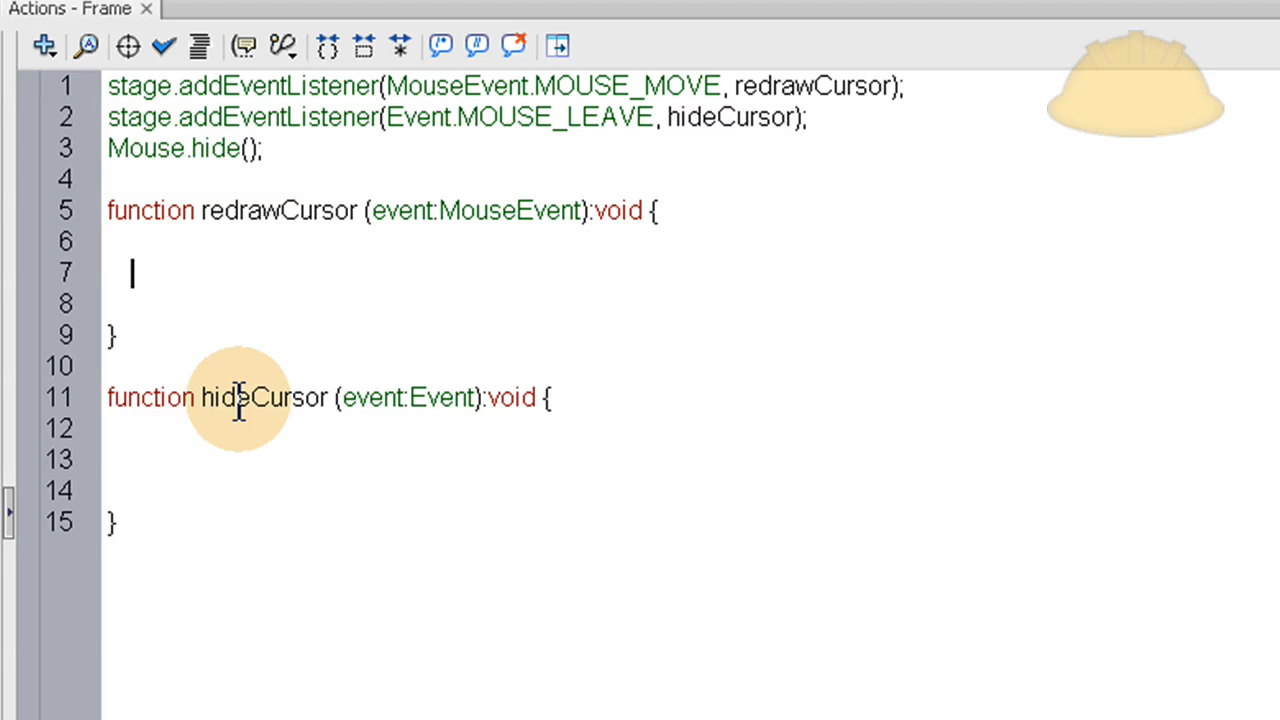 Actions - Frame ×
1 stage.addEventListener(MouseEvent.MOUSE_MOVE, redrawCursor);
2 stage.addEventListener(Event.MOUSE_LEAVE, hideCursor);
3 Mouse.hide();
4
5 function redrawCursor (event:MouseEvent):void {
6
7
8
9 }
10
11 function hideCursor (event:Event):void {
12
13
14
15 }